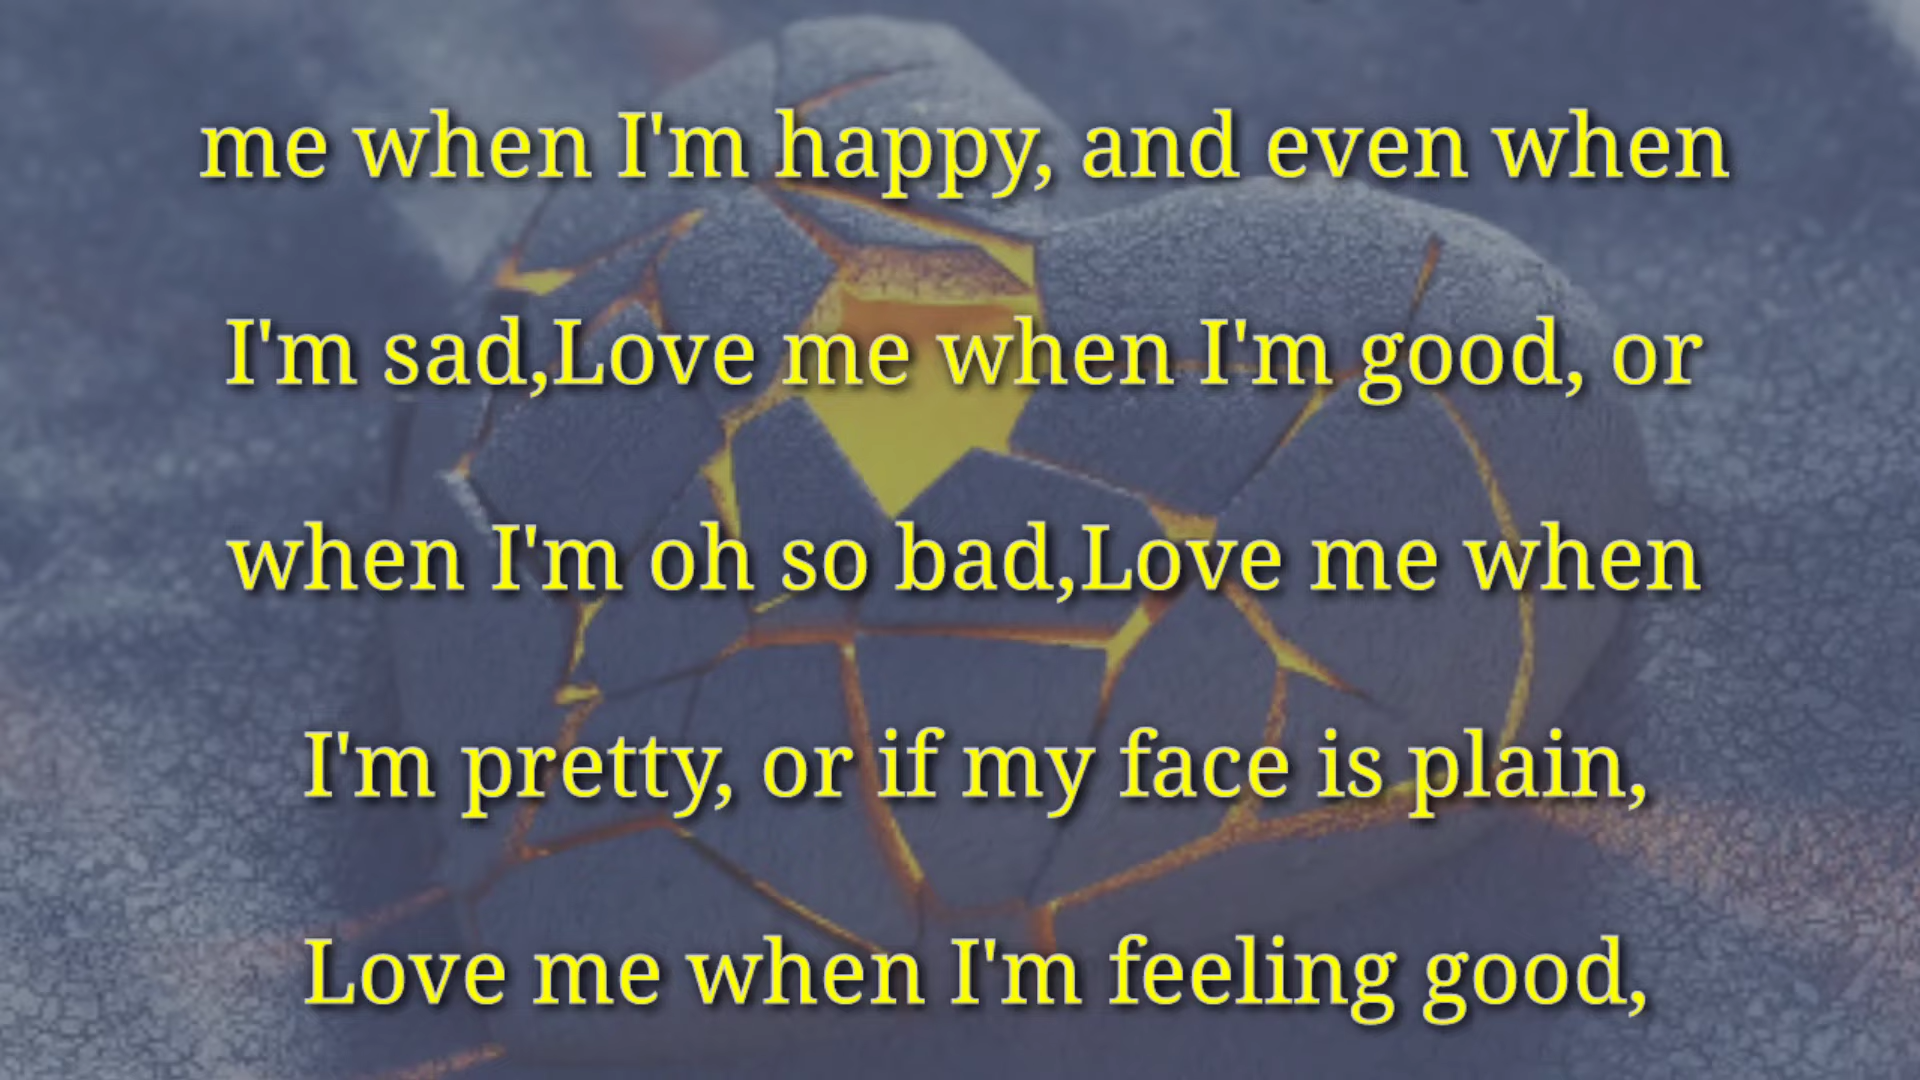 me when I'm happy, and even when
I'm sad,Love me when I'm good, or
when I'm oh so bad,Love me when
I'm pretty, or if my face is plain,
Love me when I'm feeling good,